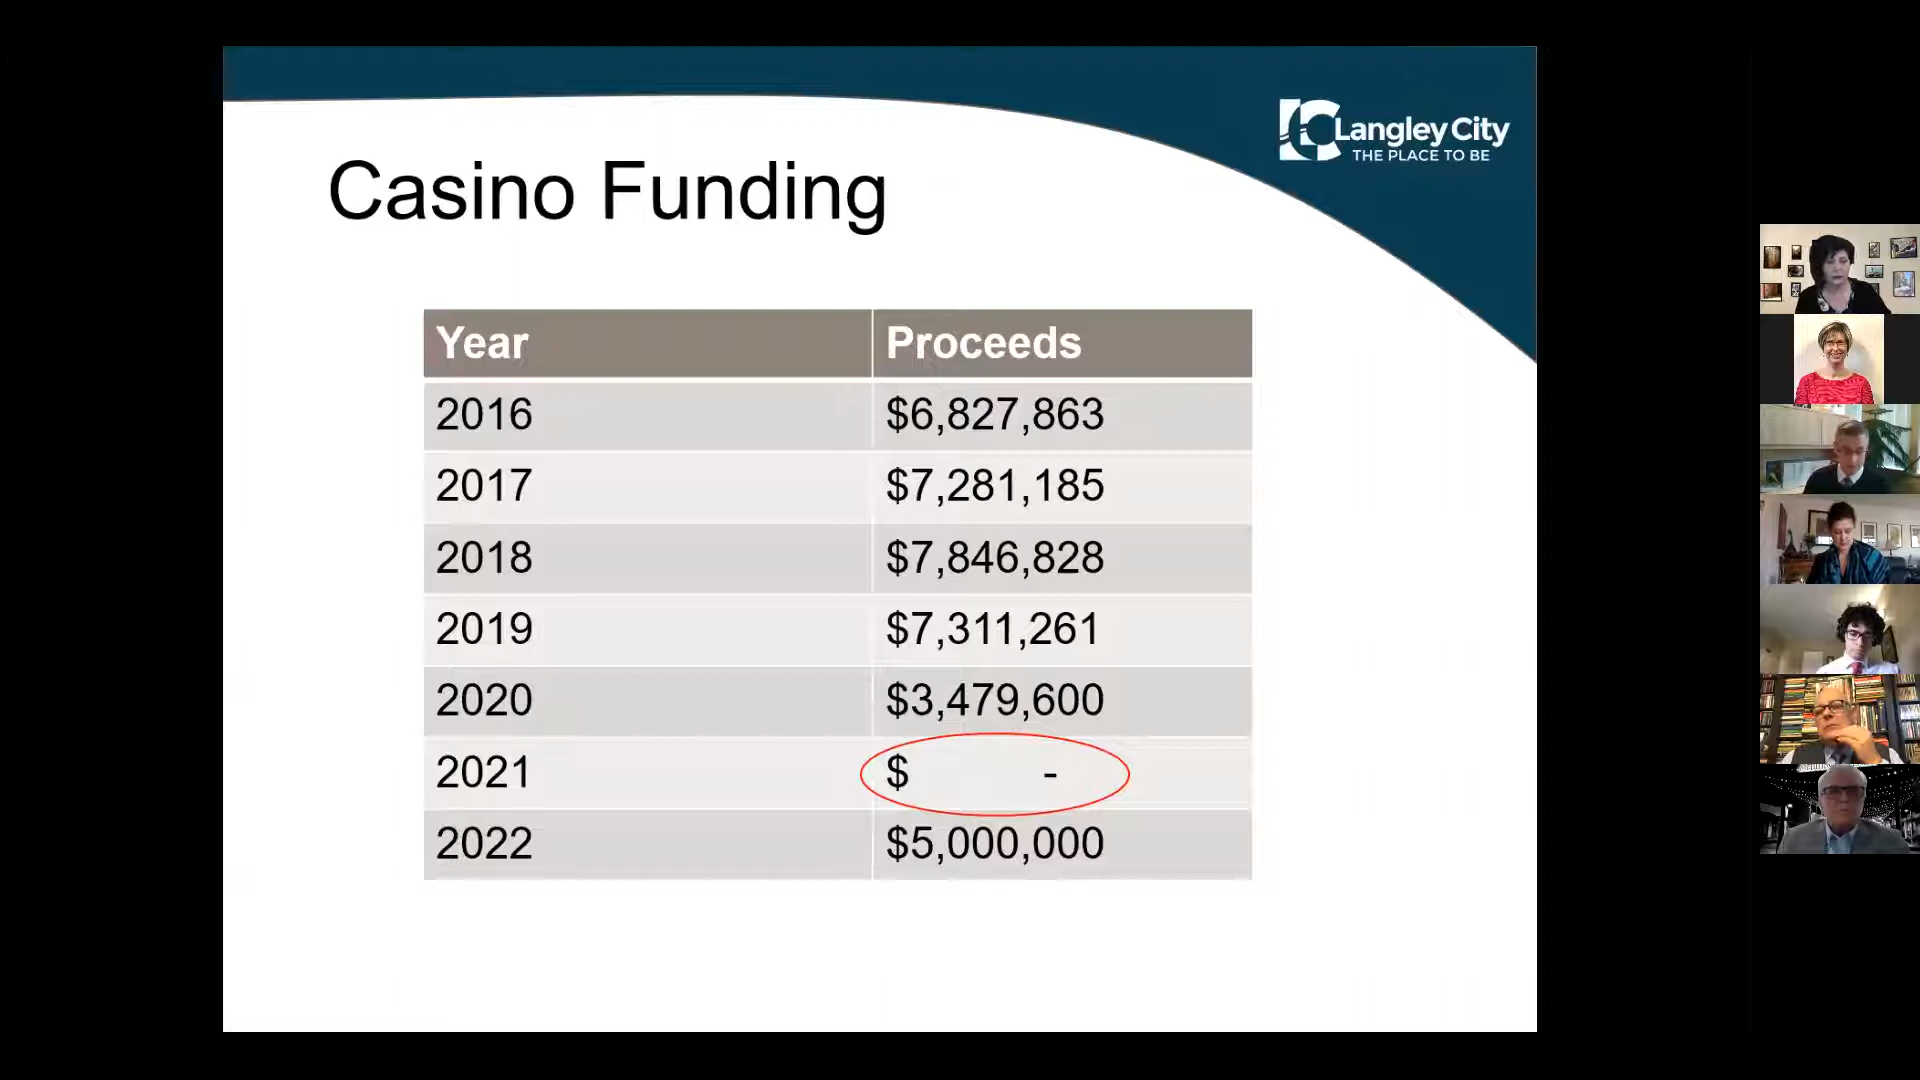 Langley City
THE PLACE TO BE
Casino Funding
Year Proceeds
2016 $6,827,863
2017 $7,281,185
2018 $7,846,828
2019 $7,311,261
2020 $3,479,600
2021 $ -
2022 $5,000,000